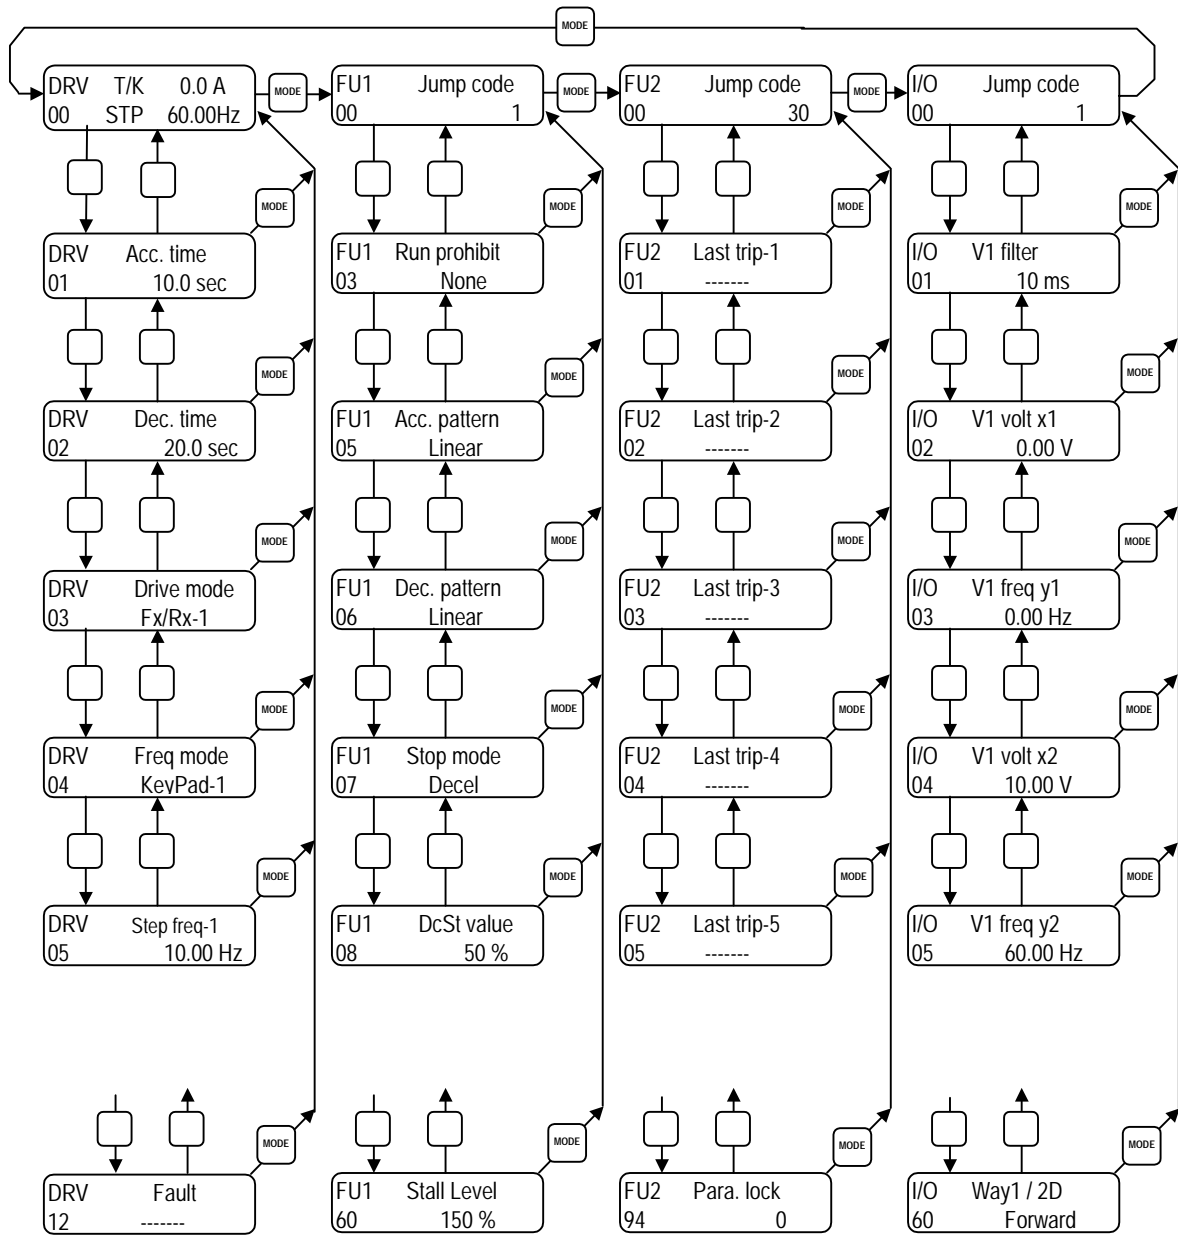 MODE
DRV T/K 0.0 A
00 STP 60.00Hz
MODE
FU1 Jump code
00 1
MODE
FU2 Jump code
00 30
MODE
I/O Jump code
00 1
MODE
MODE
MODE
MODE
DRV Acc. time
01 10.0 sec
FU1 Run prohibit
03 None
FU2 Last trip-1
01 -------
I/O V1 filter
01 10 ms
MODE
MODE
MODE
MODE
DRV Dec. time
02 20.0 sec
FU1 Acc. pattern
05 Linear
FU2 Last trip-2
02 -------
I/O V1 volt x1
02 0.00 V
MODE
MODE
MODE
MODE
DRV Drive mode
03 Fx/Rx-1
FU1 Dec. pattern
06 Linear
FU2 Last trip-3
03 -------
I/O V1 freq y1
03 0.00 Hz
MODE
MODE
MODE
MODE
DRV Freq mode
04 KeyPad-1
FU1 Stop mode
07 Decel
FU2 Last trip-4
04 -------
I/O V1 volt x2
04 10.00 V
MODE
MODE
MODE
MODE
DRV Step freq-1
05 10.00 Hz
FU1 DcSt value
08 50 %
FU2 Last trip-5
05 -------
I/O V1 freq y2
05 60.00 Hz
MODE
MODE
MODE
MODE
DRV Fault
12 -------
FU1 Stall Level
60 150 %
FU2 Para. lock
94 0
I/O Way1 / 2D
60 Forward